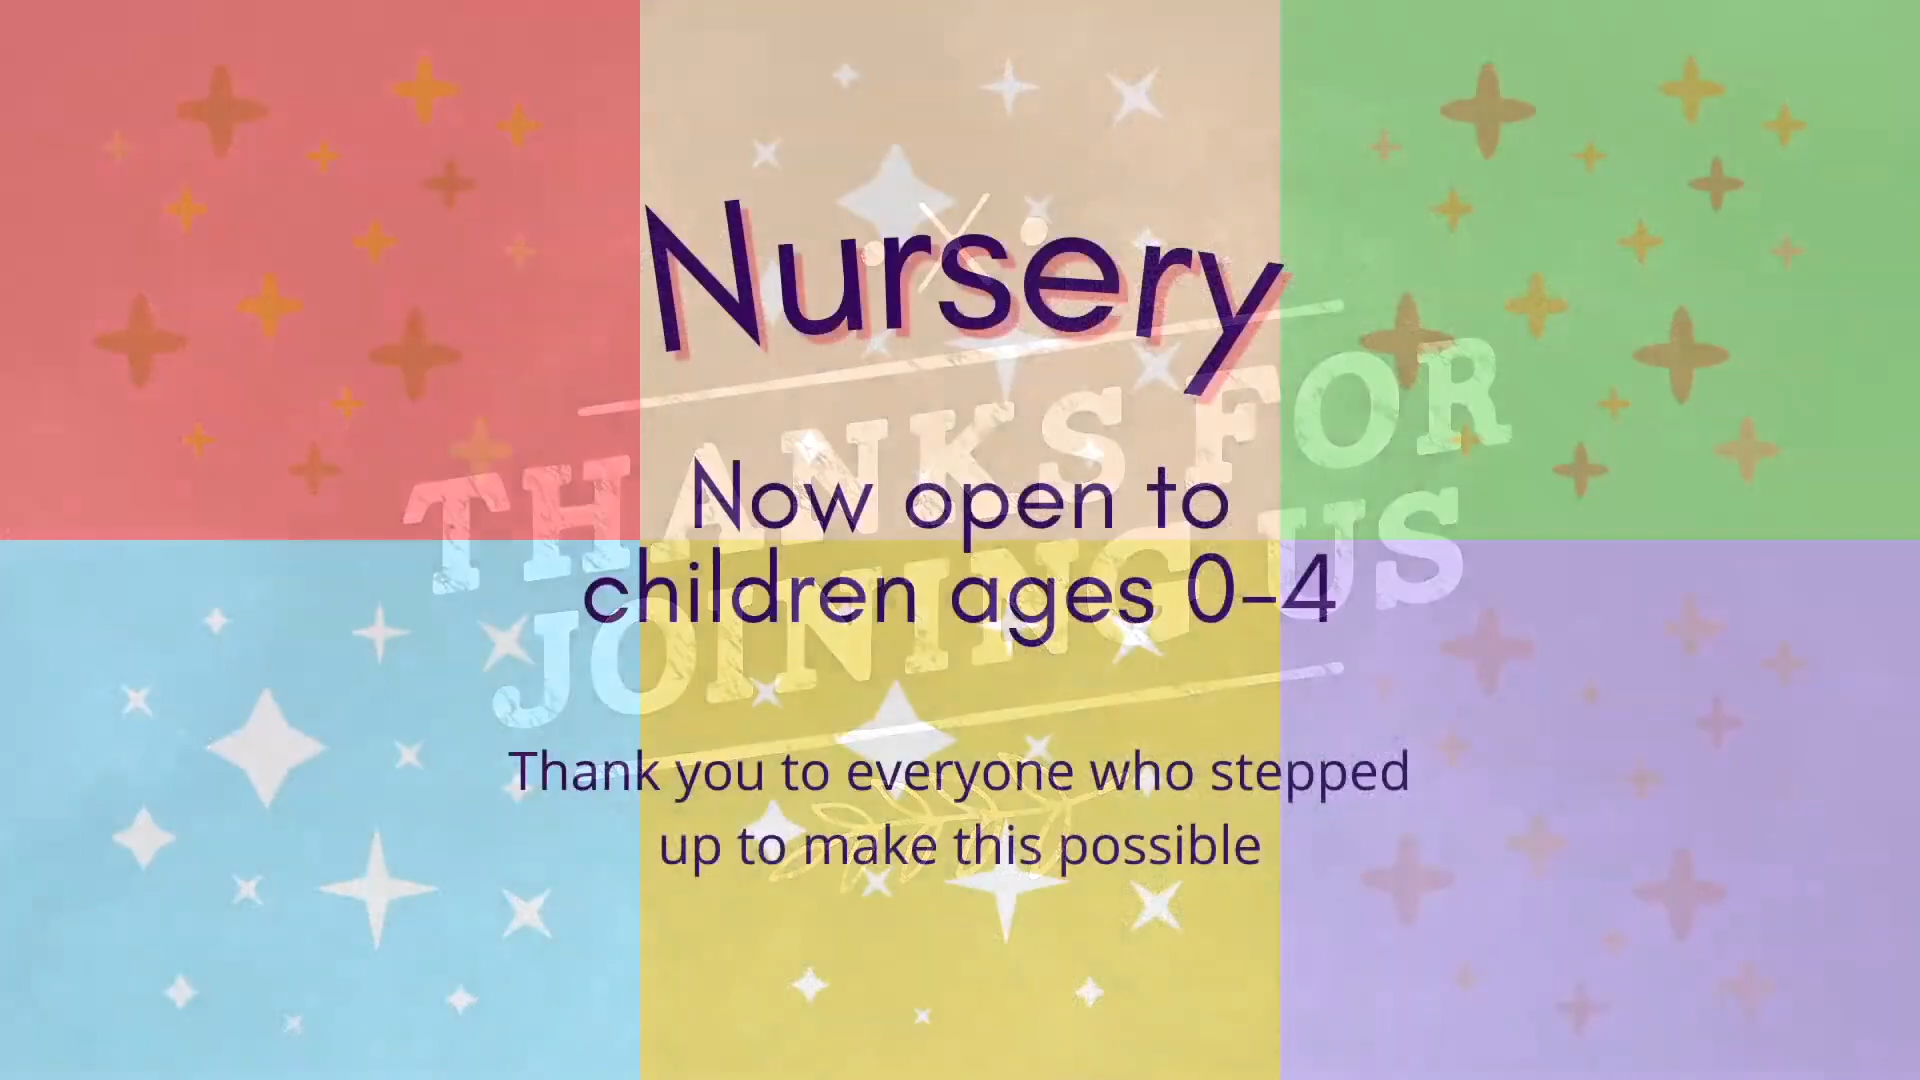 Nursery
THANKS FOR
Now open to
JOINING US
children ages 0-4
Thank you to everyone who stepped
up to make this possible